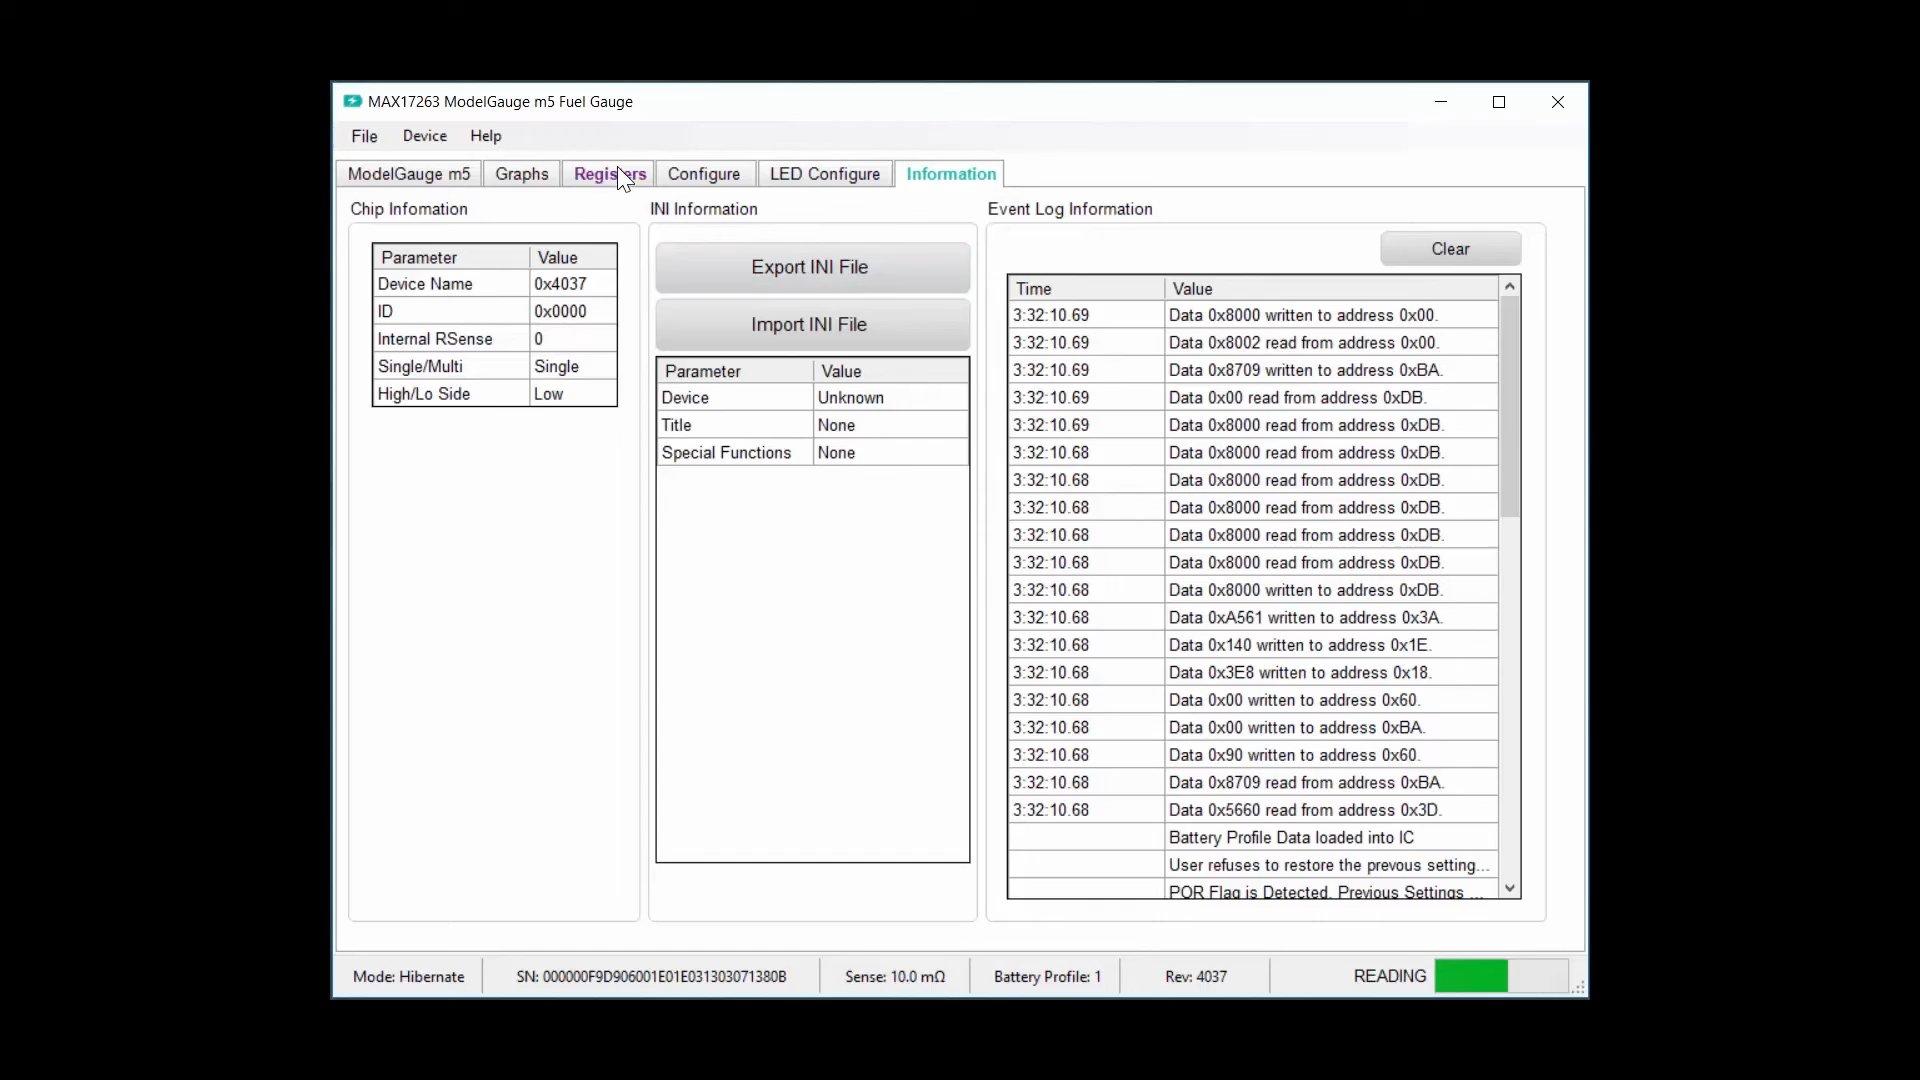 MAX17263 ModelGauge m5 Fuel Gauge
File Device Help
ModelGauge m5 Graphs Registers Configure LED Configure Information
Chip Infomation
Parameter Value
Device Name 0x4037
ID 0x0000
Internal RSense 0
Single/Multi Single
High/Lo Side Low
INI Information
Export INI File
Import INI File
Parameter Value
Device Unknown
Title None
Special Functions None
Event Log Information
Clear
Time Value
3:32:10.69 Data 0x8000 written to address 0x00.
3:32:10.69 Data 0x8002 read from address 0x00.
3:32:10.69 Data 0x8709 written to address 0xBA.
3:32:10.69 Data 0x00 read from address 0xDB.
3:32:10.69 Data 0x8000 read from address 0xDB.
3:32:10.68 Data 0x8000 read from address 0xDB.
3:32:10.68 Data 0x8000 read from address 0xDB.
3:32:10.68 Data 0x8000 read from address 0xDB.
3:32:10.68 Data 0x8000 read from address 0xDB.
3:32:10.68 Data 0x8000 read from address 0xDB.
3:32:10.68 Data 0x8000 written to address 0xDB.
3:32:10.68 Data 0xA561 written to address 0x3A.
3:32:10.68 Data 0x140 written to address 0x1E.
3:32:10.68 Data 0x3E8 written to address 0x18.
3:32:10.68 Data 0x00 written to address 0x60.
3:32:10.68 Data 0x00 written to address 0xBA.
3:32:10.68 Data 0x90 written to address 0x60.
3:32:10.68 Data 0x8709 read from address 0xBA.
3:32:10.68 Data 0x5660 read from address 0x3D.
Battery Profile Data loaded into IC
User refuses to restore the prevous setting...
POR Flag is Detected. Previous Settings ...
Mode: Hibernate SN: 000000F9D906001E01E031303071380B Sense: 10.0 mΩ Battery Profile: 1 Rev: 4037 READING